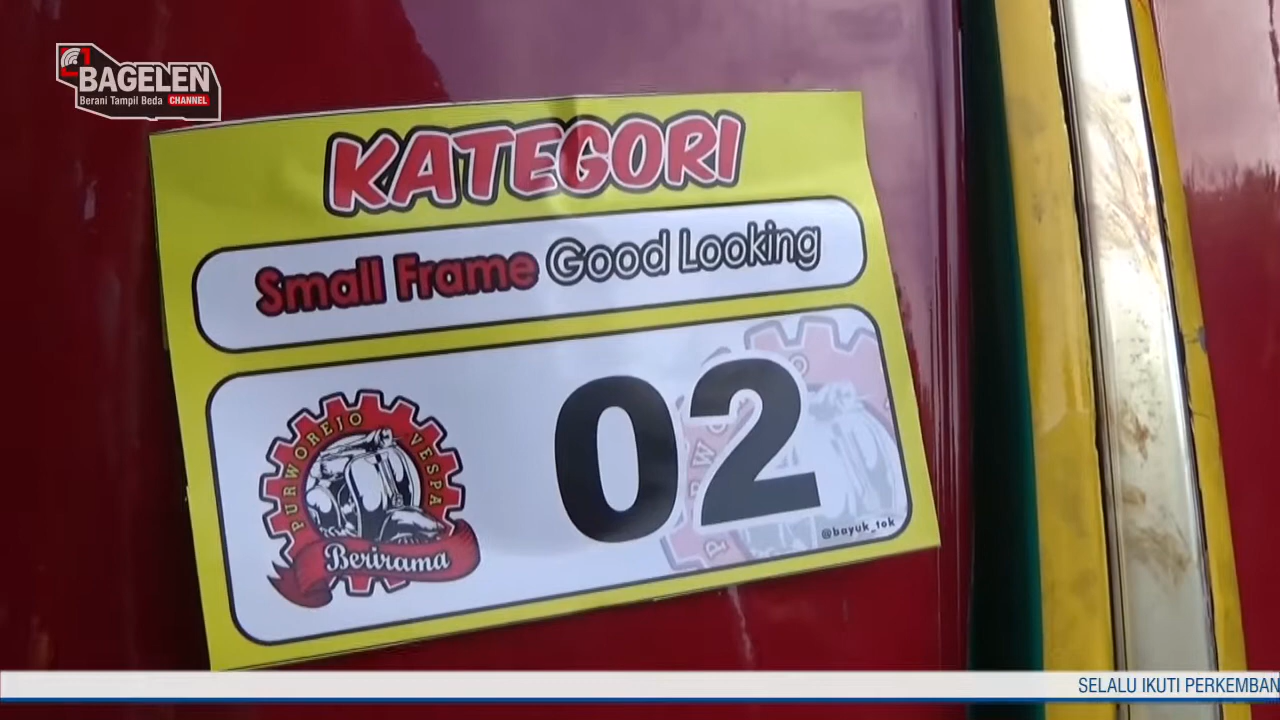 BAGELEN
Berani Tampil Beda CHANNEL
KATEGORI
Small Frame Good Looking
02
PURWOREJO VESPA
Berirama
@bayuk_tok
SELALU IKUTI PERKEMBAN